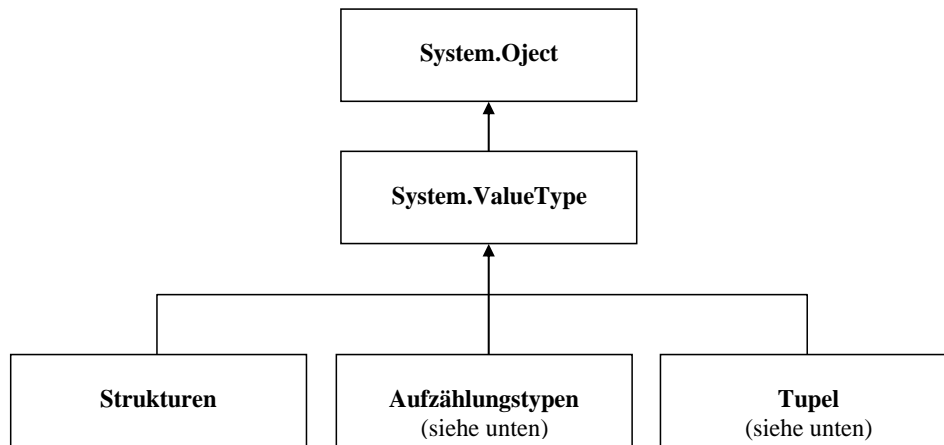 System.Oject
System.ValueType
Strukturen
Aufzählungstypen
(siehe unten)
Tupel
(siehe unten)